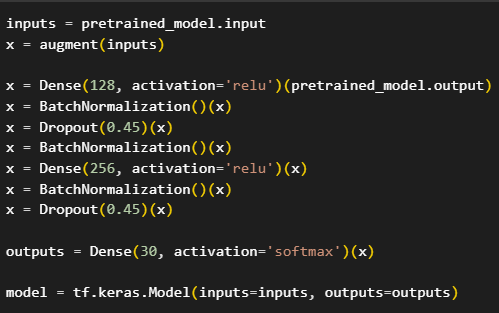 inputs = pretrained_model.input
x = augment(inputs)
x = Dense(128, activation='relu')(pretrained_model.output)
x = BatchNormalization()(x)
x = Dropout(0.45)(x)
x = BatchNormalization()(x)
x = Dense(256, activation='relu')(x)
x = BatchNormalization()(x)
x = Dropout(0.45)(x)
outputs = Dense(30, activation='softmax')(x)
model = tf.keras.Model(inputs=inputs, outputs=outputs)